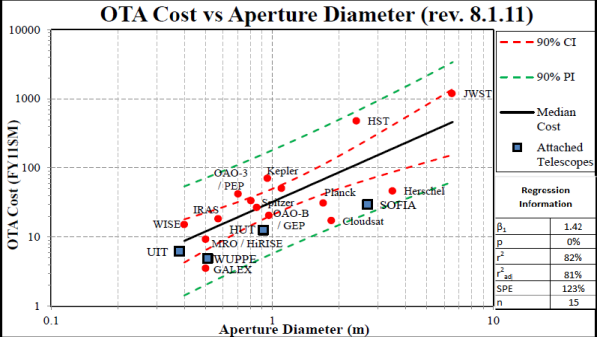 OTA Cost vs Aperture Diameter (rev. 8.1.11)
10000
1000
100
10
1
OTA Cost (FY11$M)
0.1
1
10
Aperture Diameter (m)
JWST
HST
Kepler
OAO-3
/ PEP
Planck
Herschel
IRAS
Spitzer
SOFIA
WISE
OAO-B
/ GEP
HUT
Cloudsat
MRO / HiRISE
UIT
WUPPE
GALEX
90% CI
90% PI
Median
Cost
Attached
Telescopes
Regression
Information
β1 1.42
p 0%
r² 82%
r²adj 81%
SPE 123%
n 15